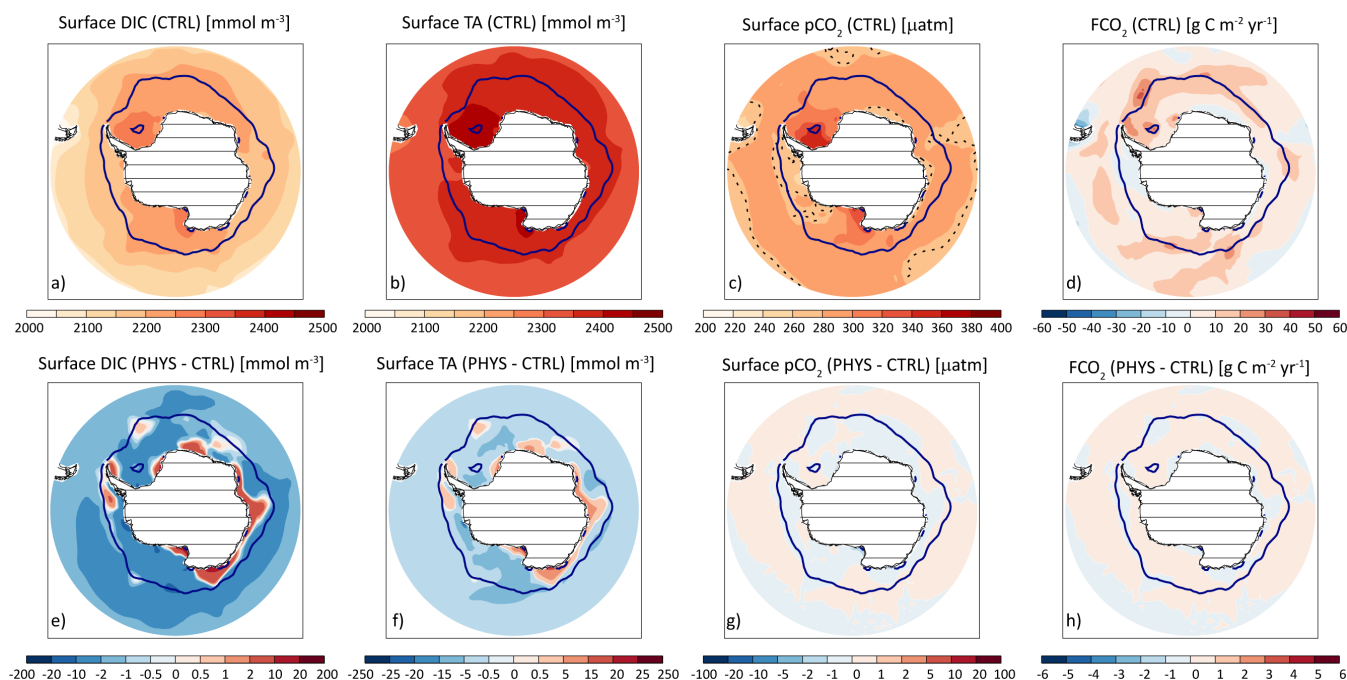 Surface DIC (CTRL) [mmol m⁻³]
Surface TA (CTRL) [mmol m⁻³]
Surface pCO₂ (CTRL) [µatm]
FCO₂ (CTRL) [g C m⁻² yr⁻¹]
a)
b)
c)
d)
2000 2100 2200 2300 2400 2500
2000 2100 2200 2300 2400 2500
200 220 240 260 280 300 320 340 360 380 400
-60 -50 -40 -30 -20 -10 0 10 20 30 40 50 60
Surface DIC (PHYS - CTRL) [mmol m⁻³]
Surface TA (PHYS - CTRL) [mmol m⁻³]
Surface pCO₂ (PHYS - CTRL) [µatm]
FCO₂ (PHYS - CTRL) [g C m⁻² yr⁻¹]
e)
f)
g)
h)
-200 -20 -10 -5 -2 -1 -0.5 0 0.5 1 2 5 10 20 200
-250 -25 -15 -10 -5 -0.5 0 0.5 5 10 15 25 250
-100 -20 -10 -5 -2 -1 0 1 2 5 10 20 100
-6 -5 -4 -3 -2 -1 0 1 2 3 4 5 6